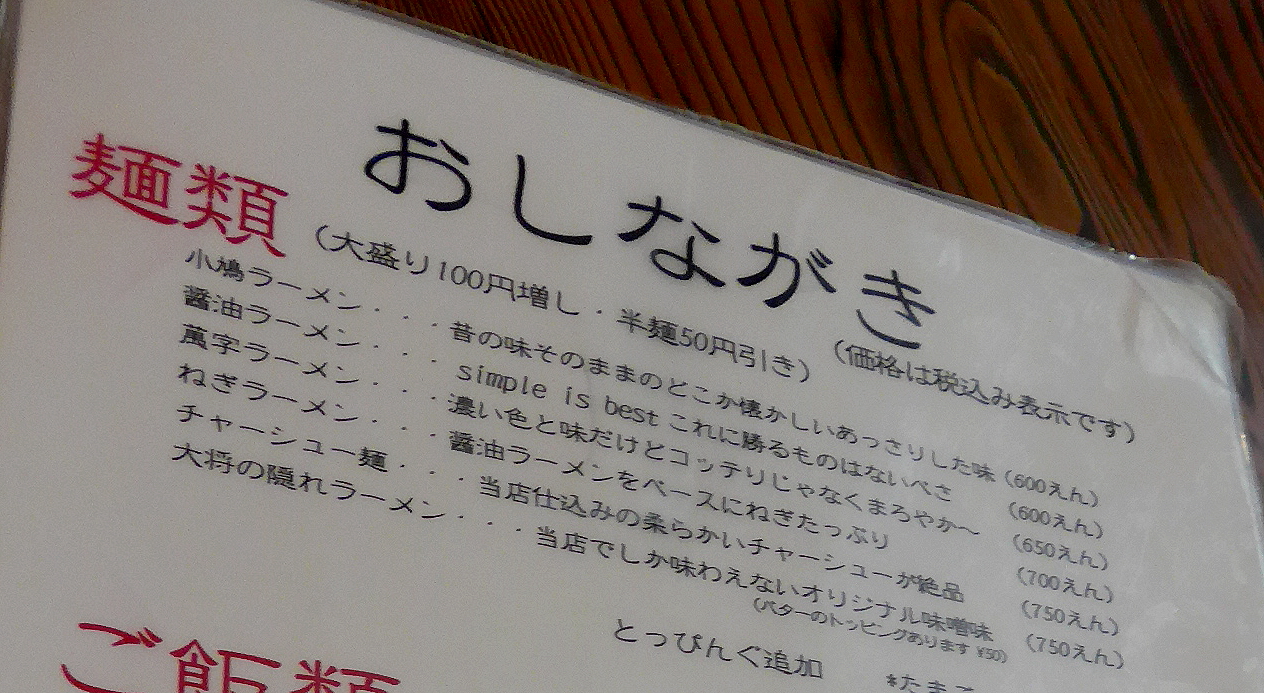 おしながき
(価格は税込み表示です)
麺類
(大盛り100円増し・半麺50円引き)
小鳩ラーメン・・・昔の味そのままのどこか懐かしいあっさりした味 (600えん)
醤油ラーメン・・・simple is best これに勝るものはないべさ (600えん)
萬字ラーメン・・・濃い色と味だけとコッテリじゃなくまろやか〜 (650えん)
ねぎラーメン・・・醤油ラーメンをベースにねぎたっぷり (700えん)
チャーシュー麺・・・当店仕込みの柔らかいチャーシューが絶品 (750えん)
大将の隠れラーメン・・・当店でしか味わえないオリジナル味噌味 (750えん)
(バターのトッピングあります ¥50)
とっぴんぐ追加
*たまご
ご飯類